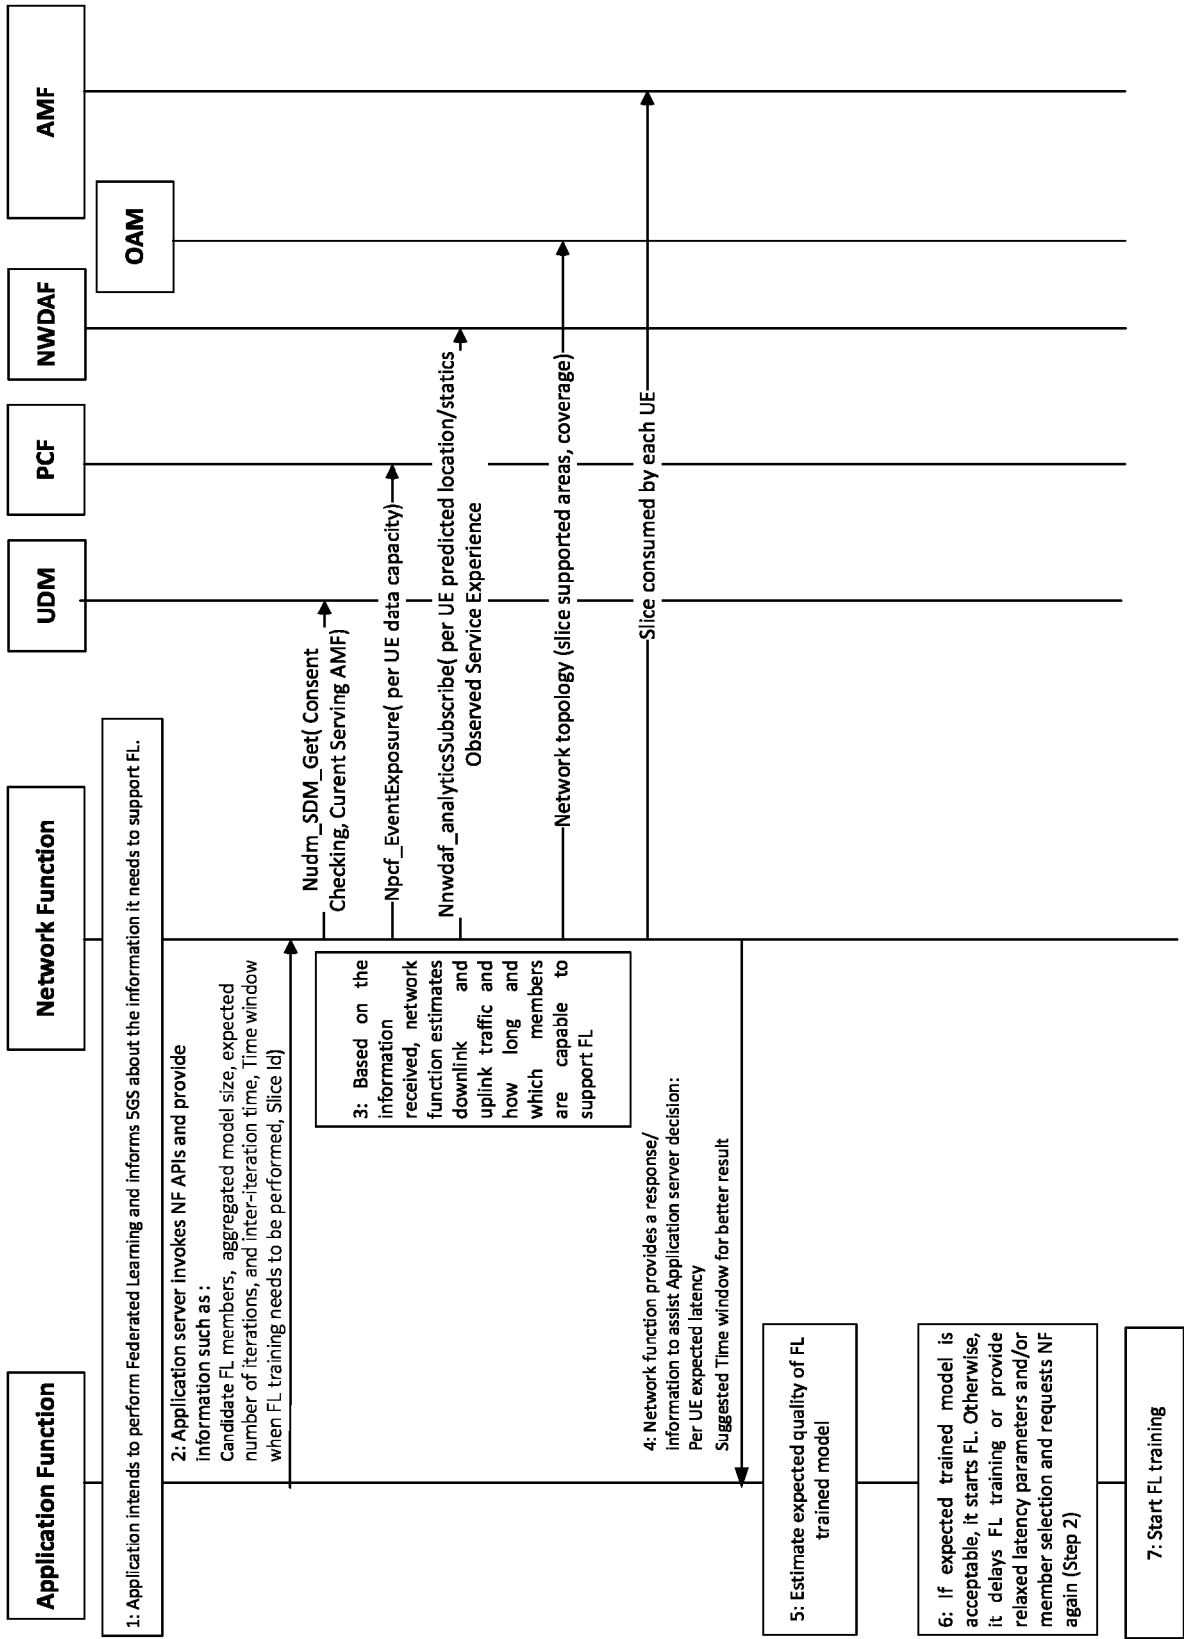 Application Function
Network Function
UDM
PCF
NWDAF
OAM
AMF
1: Application intends to perform Federated Learning and informs 5GS about the information it needs to support FL.
2: Application server invokes NF APIs and provide
information such as :
Candidate FL members, aggregated model size, expected
number of iterations, and inter-iteration time, Time window
when FL training needs to be performed, Slice Id)
Nudm_SDM_Get( Consent
Checking, Curent Serving AMF)
Npcf_EventExposure( per UE data capacity)
Nnwdaf_analyticsSubscribe( per UE predicted location/statics
Observed Service Experience
Network topology (slice supported areas, coverage)
Slice consumed by each UE
3: Based on the
information
received, network
function estimates
downlink and
uplink traffic and
how long and
which members
are capable to
support FL
4: Network function provides a response/
information to assist Application server decision:
Per UE expected latency
Suggested Time window for better result
5: Estimate expected quality of FL
trained model
6: If expected trained model is
acceptable, it starts FL. Otherwise,
it delays FL training or provide
relaxed latency parameters and/or
member selection and requests NF
again (Step 2)
7: Start FL training